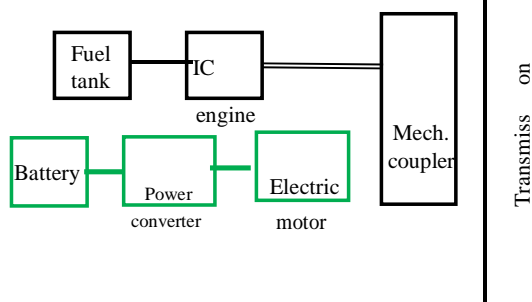 Fuel
tank
IC
engine
Mech.
coupler
Battery
Power
converter
Electric
motor
Transmiss on